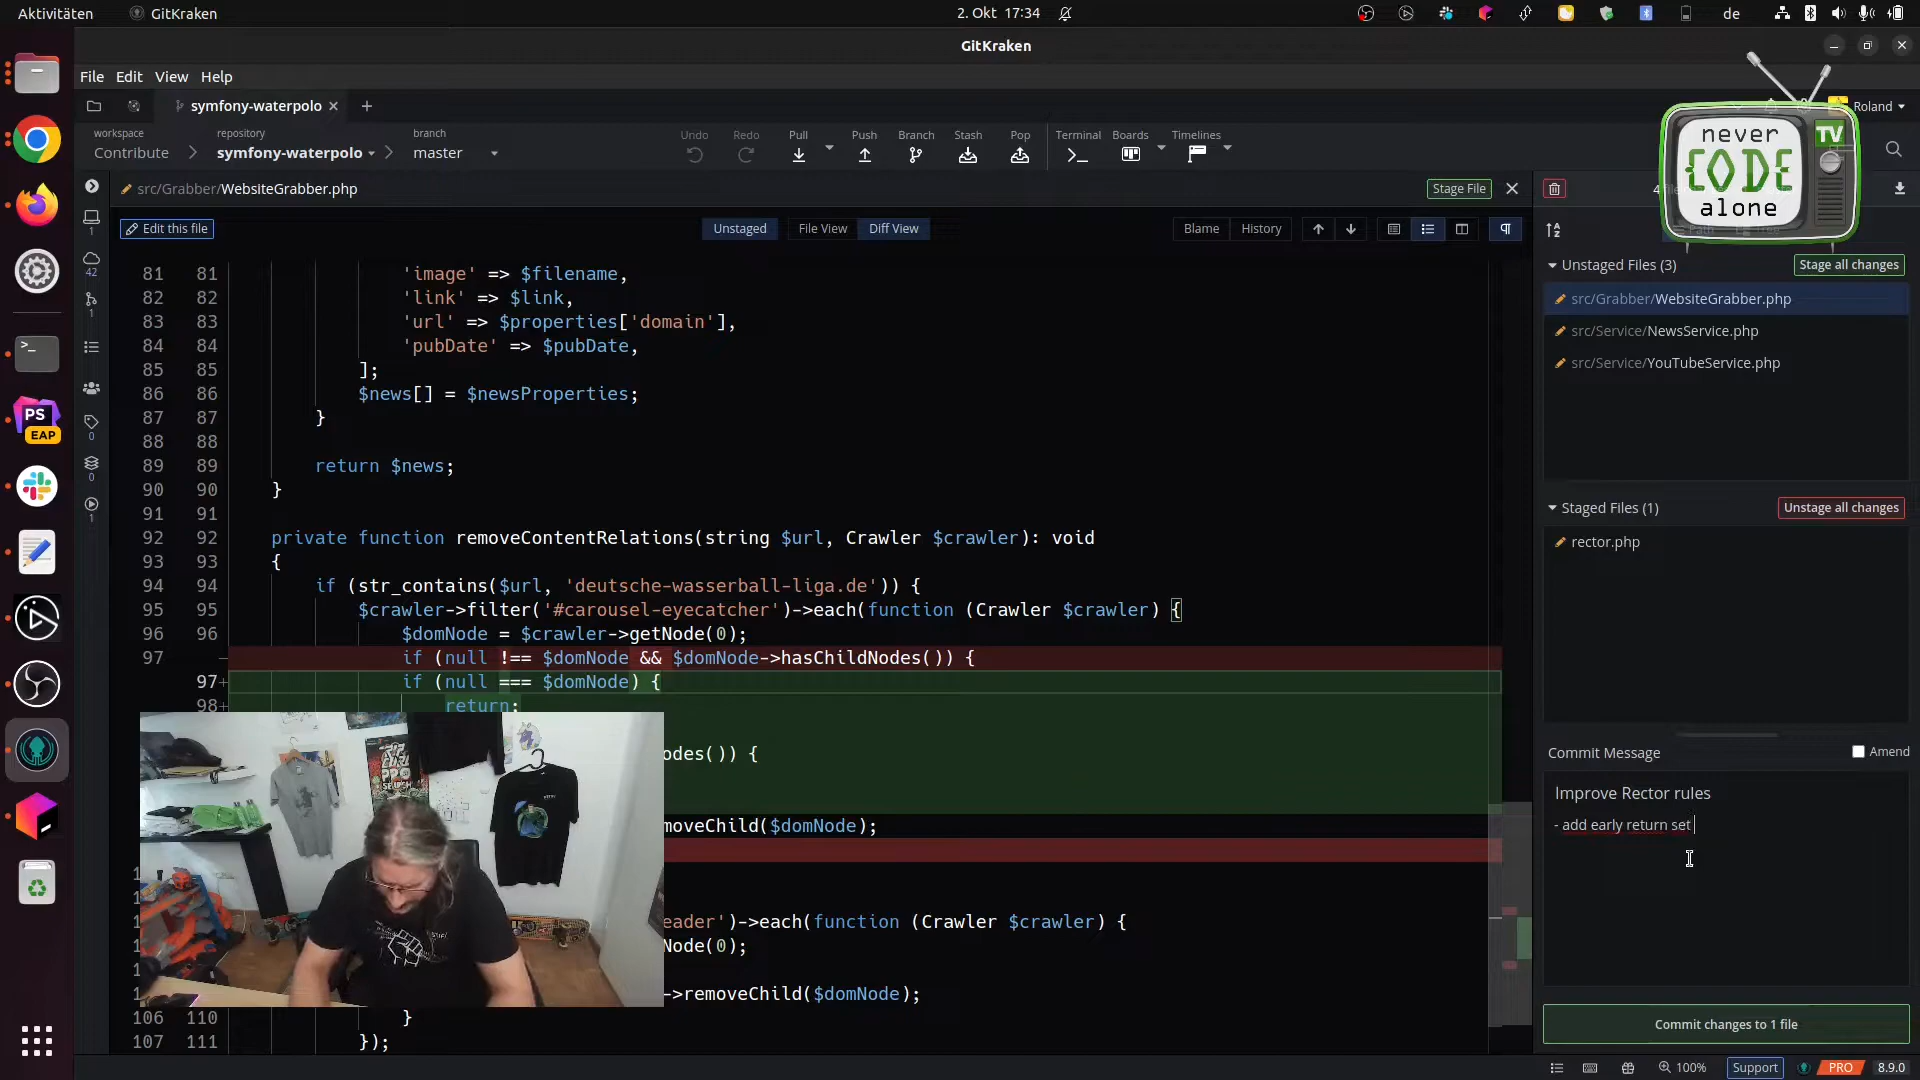 Aktivitäten
GitKraken
2. Okt 17:34
de
GitKraken
File Edit View Help
symfony-waterpolo
Roland
workspace
Contribute
repository
symfony-waterpolo
branch
master
Undo
Redo
Pull
Push
Branch
Stash
Pop
Terminal
Boards
Timelines
never
CODE
alone
TV
src/Grabber/WebsiteGrabber.php
Stage File
Edit this file
Unstaged
File View
Diff View
Blame
History
1
42
1
0
0
1
PS
EAP
81 81 'image' => $filename,
82 82 'link' => $link,
83 83 'url' => $properties['domain'],
84 84 'pubDate' => $pubDate,
85 85 ];
86 86 $news[] = $newsProperties;
87 87 }
88 88
89 89 return $news;
90 90 }
91 91
92 92 private function removeContentRelations(string $url, Crawler $crawler): void
93 93 {
94 94 if (str_contains($url, 'deutsche-wasserball-liga.de')) {
95 95 $crawler->filter('#carousel-eyecatcher')->each(function (Crawler $crawler) {
96 96 $domNode = $crawler->getNode(0);
97 - if (null !== $domNode && $domNode->hasChildNodes()) {
97+ if (null === $domNode) {
98+ return;
odes()) {
moveChild($domNode);
eader')->each(function (Crawler $crawler) {
Node(0);
->removeChild($domNode);
106 110 }
107 111 });
Unstaged Files (3)
Stage all changes
src/Grabber/WebsiteGrabber.php
src/Service/NewsService.php
src/Service/YouTubeService.php
Staged Files (1)
Unstage all changes
rector.php
Commit Message
Amend
Improve Rector rules
- add early return set
Commit changes to 1 file
100%
Support
PRO
8.9.0